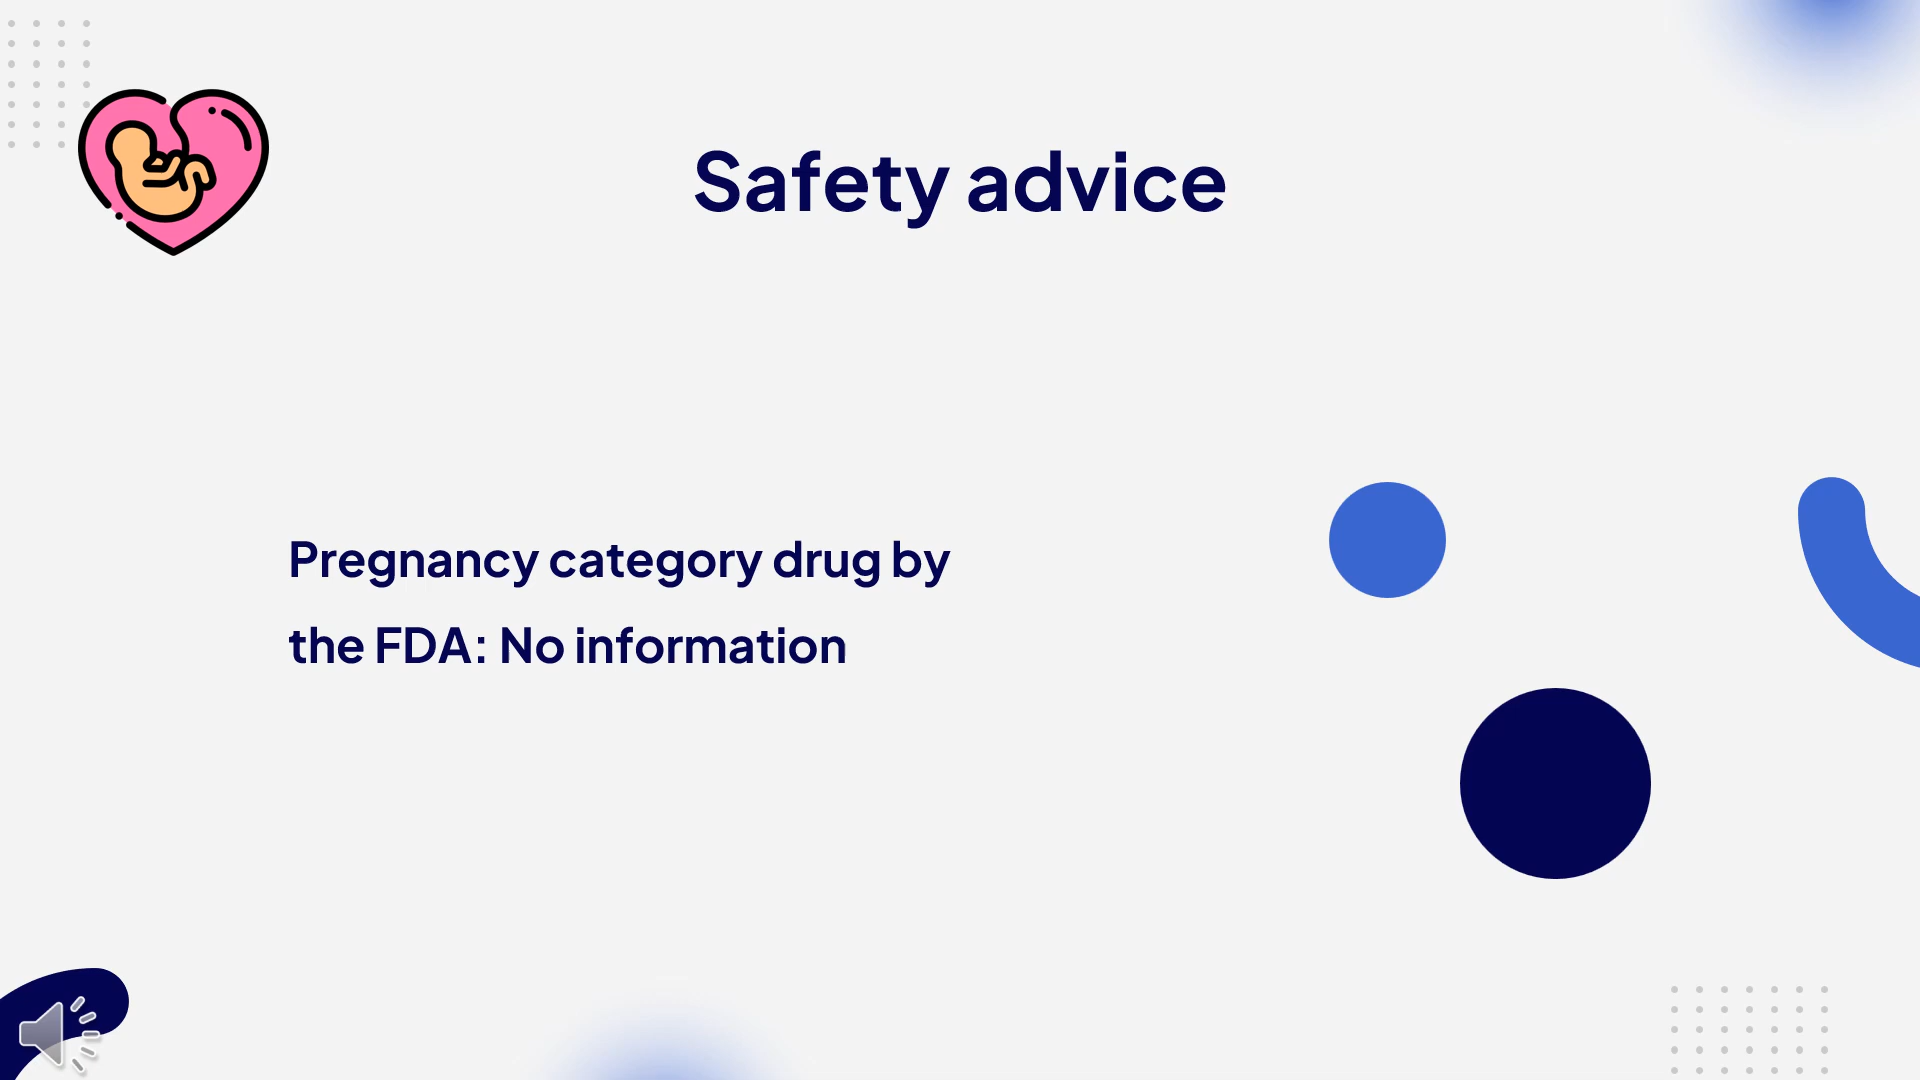 Safety advice
Pregnancy category drug by
the FDA: No information